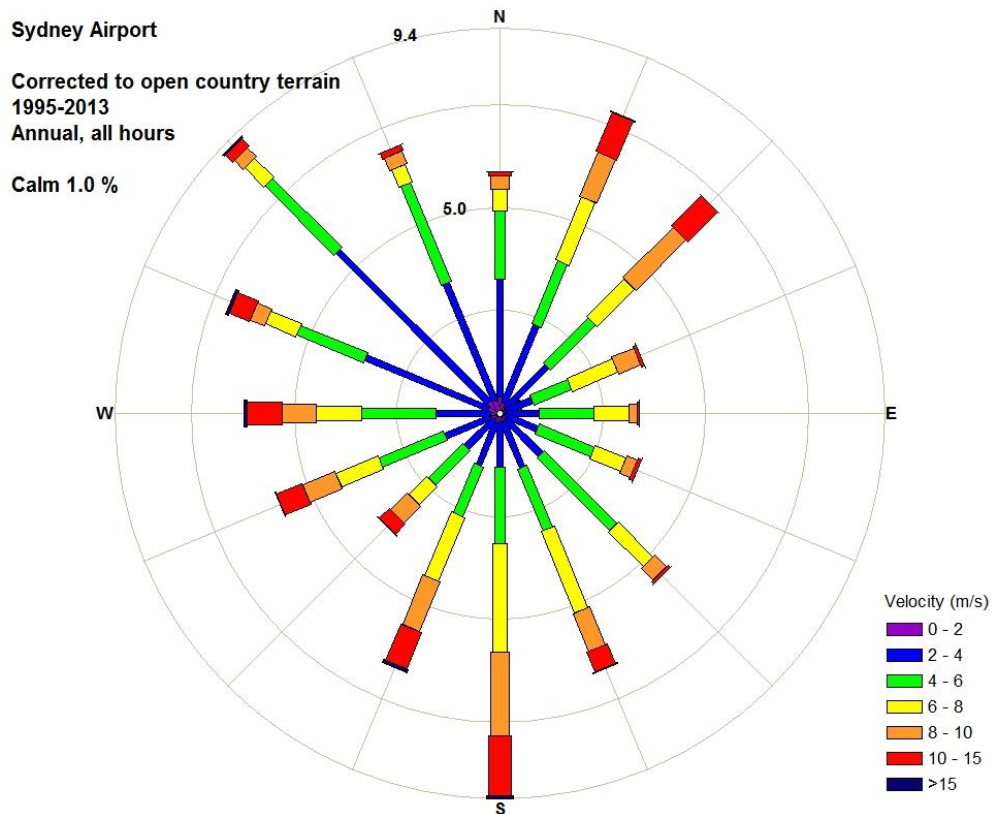 Sydney Airport
Corrected to open country terrain
1995-2013
Annual, all hours
Calm 1.0 %
N
9.4
5.0
W
E
S
Velocity (m/s)
0 - 2
2 - 4
4 - 6
6 - 8
8 - 10
10 - 15
>15